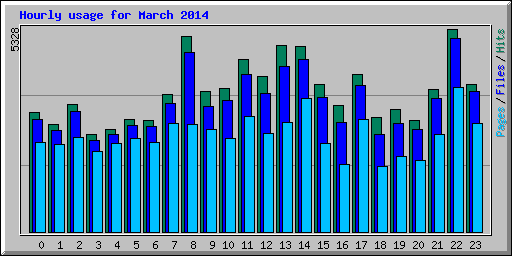 Hourly usage for March 2014
5328
Pages/Files/Hits
0 1 2 3 4 5 6 7 8 9 10 11 12 13 14 15 16 17 18 19 20 21 22 23